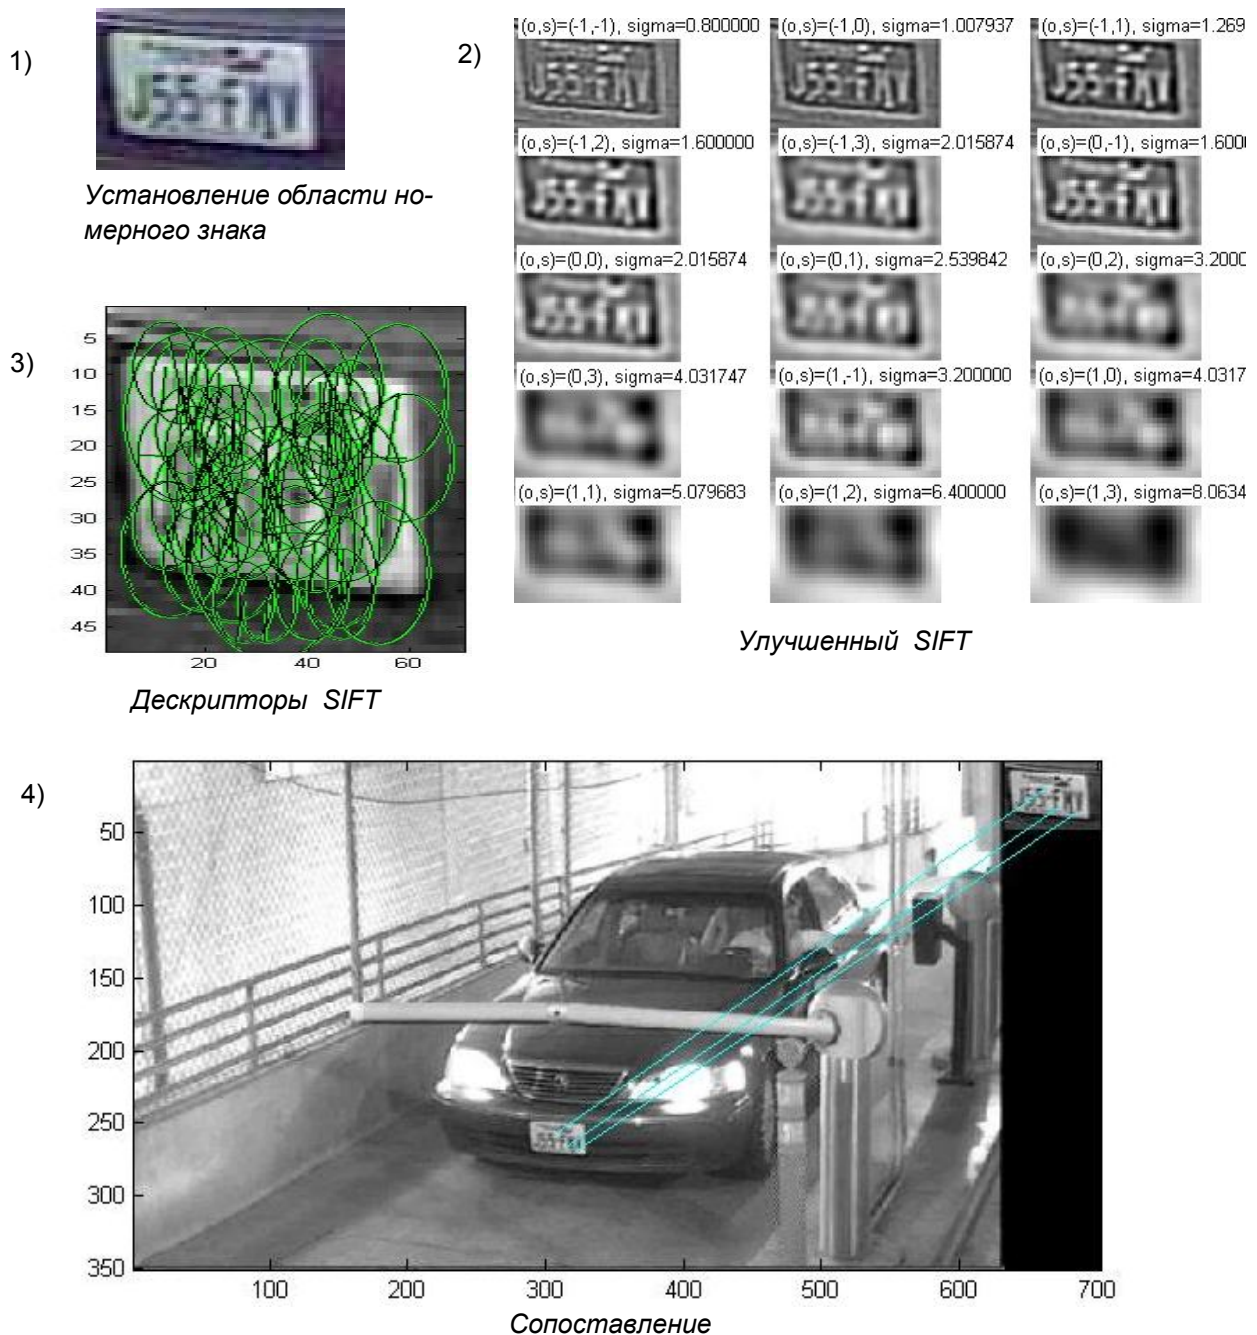 1)
Установление области но-
мерного знака
2)
(o,s)=(-1,-1), sigma=0.800000
(o,s)=(-1,0), sigma=1.007937
(o,s)=(-1,1), sigma=1.269
(o,s)=(-1,2), sigma=1.600000
(o,s)=(-1,3), sigma=2.015874
(o,s)=(0,-1), sigma=1.6000
(o,s)=(0,0), sigma=2.015874
(o,s)=(0,1), sigma=2.539842
(o,s)=(0,2), sigma=3.2000
(o,s)=(0,3), sigma=4.031747
(o,s)=(1,-1), sigma=3.200000
(o,s)=(1,0), sigma=4.0317
(o,s)=(1,1), sigma=5.079683
(o,s)=(1,2), sigma=6.400000
(o,s)=(1,3), sigma=8.0634
Улучшенный SIFT
3)
5
10
15
20
25
30
35
40
45
20 40 60
Дескрипторы SIFT
4)
50
100
150
200
250
300
350
100 200 300 400 500 600 700
Сопоставление